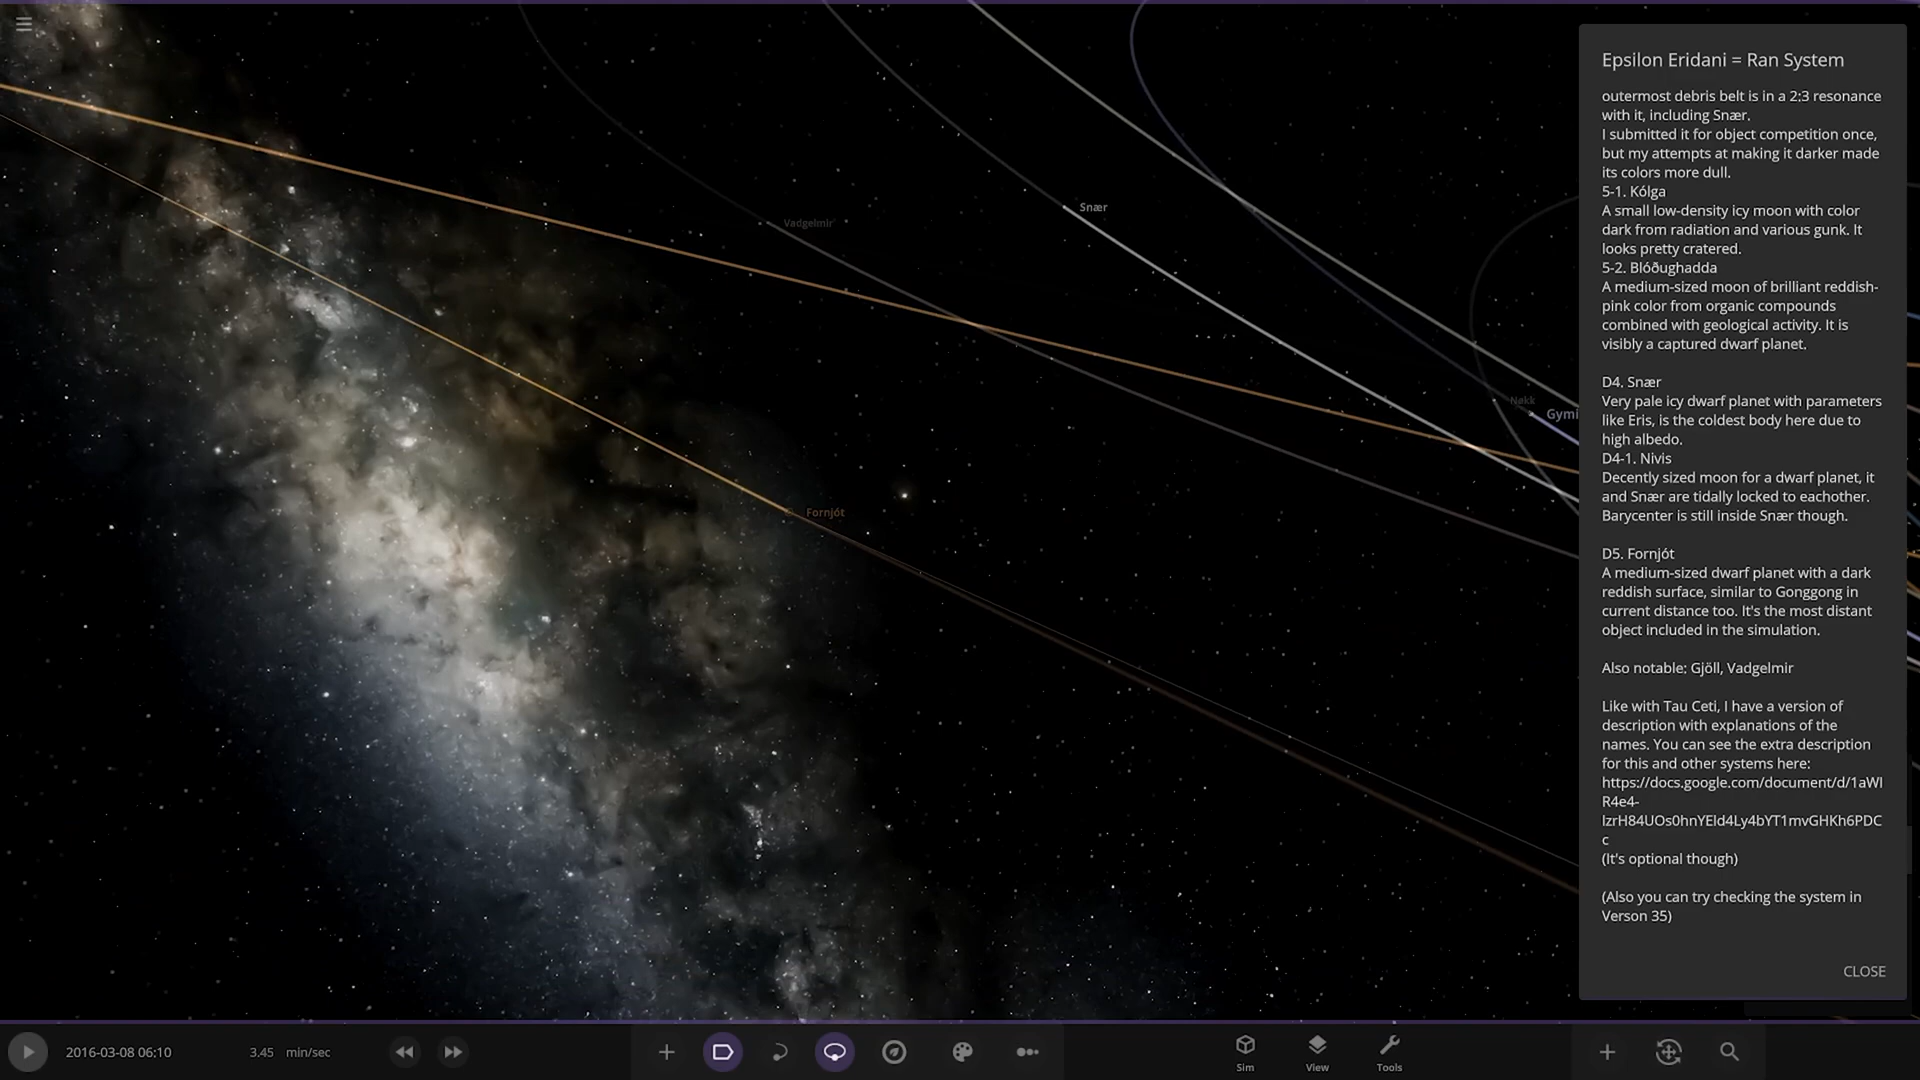 Epsilon Eridani = Ran System
outermost debris belt is in a 2:3 resonance
with it, including Snær.
I submitted it for object competition once,
but my attempts at making it darker made
its colors more dull.
5-1. Kólga
A small low-density icy moon with color
dark from radiation and various gunk. It
looks pretty cratered.
5-2. Blóðughadda
A medium-sized moon of brilliant reddish-
pink color from organic compounds
combined with geological activity. It is
visibly a captured dwarf planet.
D4. Snær
Very pale icy dwarf planet with parameters
like Eris, is the coldest body here due to
high albedo.
D4-1. Nivis
Decently sized moon for a dwarf planet, it
and Snær are tidally locked to eachother.
Barycenter is still inside Snær though.
D5. Fornjót
A medium-sized dwarf planet with a dark
reddish surface, similar to Gonggong in
current distance too. It's the most distant
object included in the simulation.
Also notable: Gjöll, Vadgelmir
Like with Tau Ceti, I have a version of
description with explanations of the
names. You can see the extra description
for this and other systems here:
https://docs.google.com/document/d/1aWI
R4e4-
lzrH84UOs0hnYEld4Ly4bYT1mvGHKh6PDC
c
(It's optional though)
(Also you can try checking the system in
Verson 35)
CLOSE
Snær
Vadgelmir
Nøkk
Gymi
Fornjót
2016-03-08 06:10
3.45 min/sec
Sim
View
Tools